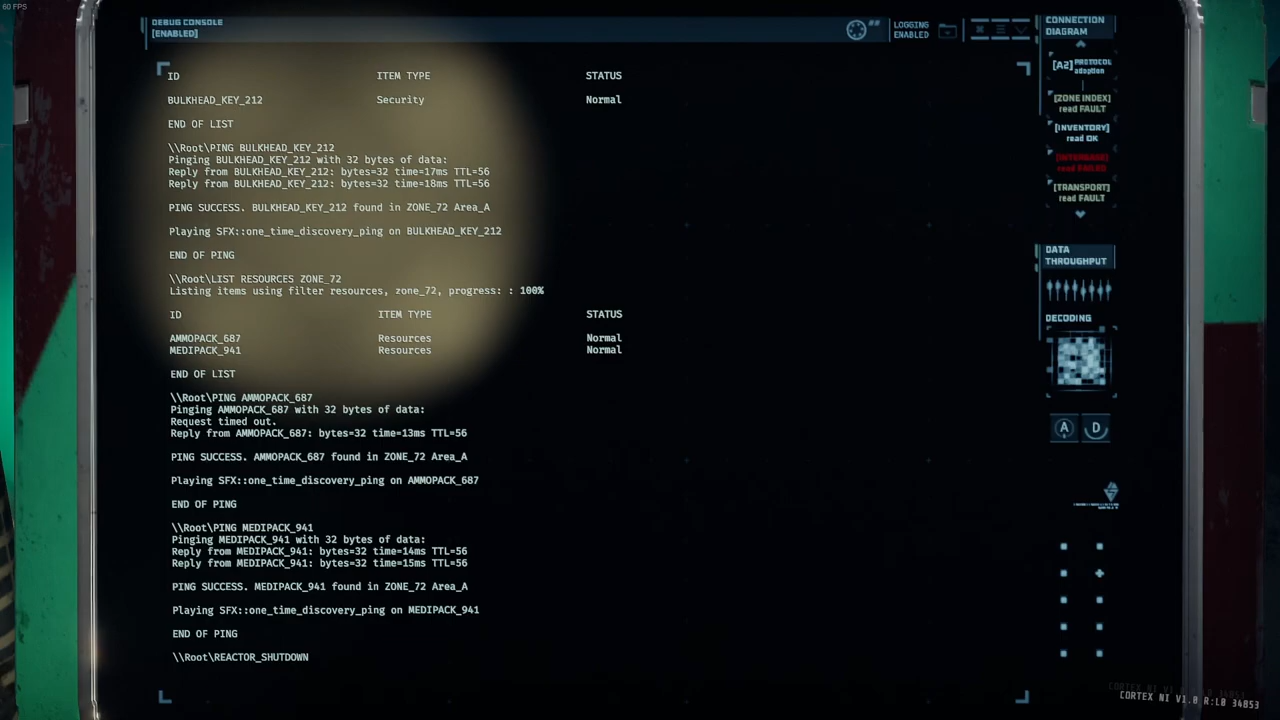 60 FPS
DEBUG CONSOLE
[ENABLED]
LOGGING
ENABLED
ID ITEM TYPE STATUS
BULKHEAD_KEY_212 Security Normal
END OF LIST
\\Root\PING BULKHEAD_KEY_212
Pinging BULKHEAD_KEY_212 with 32 bytes of data:
Reply from BULKHEAD_KEY_212: bytes=32 time=17ms TTL=56
Reply from BULKHEAD_KEY_212: bytes=32 time=18ms TTL=56
PING SUCCESS. BULKHEAD_KEY_212 found in ZONE_72 Area_A
Playing SFX::one_time_discovery_ping on BULKHEAD_KEY_212
END OF PING
\\Root\LIST RESOURCES ZONE_72
Listing items using filter resources, zone_72, progress: : 100%
ID ITEM TYPE STATUS
AMMOPACK_687 Resources Normal
MEDIPACK_941 Resources Normal
END OF LIST
\\Root\PING AMMOPACK_687
Pinging AMMOPACK_687 with 32 bytes of data:
Request timed out.
Reply from AMMOPACK_687: bytes=32 time=13ms TTL=56
PING SUCCESS. AMMOPACK_687 found in ZONE_72 Area_A
Playing SFX::one_time_discovery_ping on AMMOPACK_687
END OF PING
\\Root\PING MEDIPACK_941
Pinging MEDIPACK_941 with 32 bytes of data:
Reply from MEDIPACK_941: bytes=32 time=14ms TTL=56
Reply from MEDIPACK_941: bytes=32 time=15ms TTL=56
PING SUCCESS. MEDIPACK_941 found in ZONE_72 Area_A
Playing SFX::one_time_discovery_ping on MEDIPACK_941
END OF PING
\\Root\REACTOR_SHUTDOWN
CONNECTION
DIAGRAM
[A2] PROTOCOL
adaption
[ZONE INDEX]
read FAULT
[INVENTORY]
read OK
read FAILED
[TRANSPORT]
read FAULT
DATA
THROUGHPUT
DECODING
A D
CORTEX NI V1.0 R:L0 34853